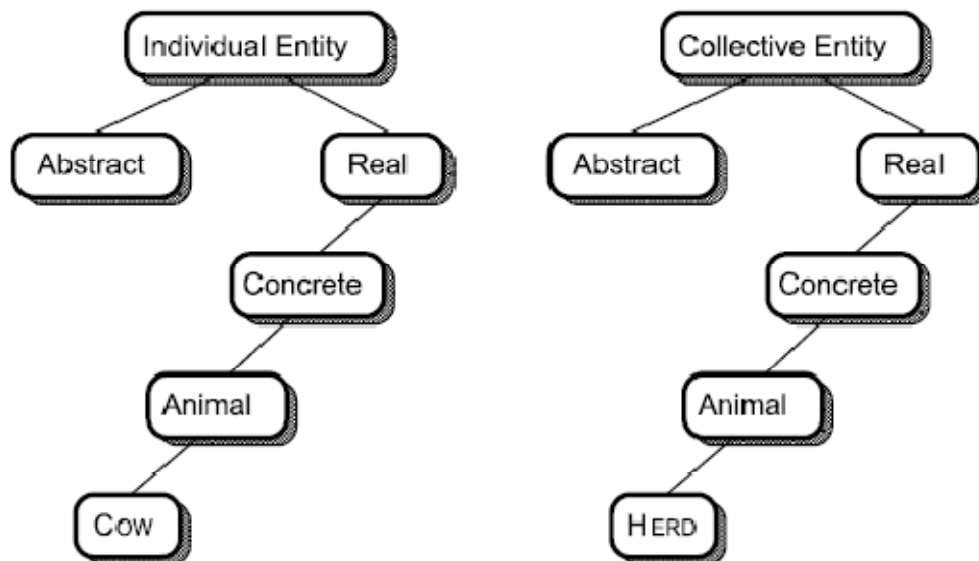 Individual Entity
Collective Entity
Abstract
Real
Abstract
Real
Concrete
Concrete
Animal
Animal
COW
HERD